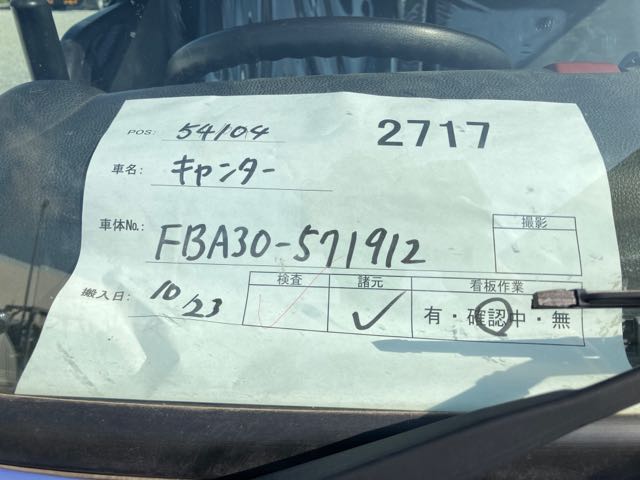 POS: 54104 2717
車名: キャンター
車体No.: FBA30-571912
撮影
搬入日: 10/23
検査 諸元 看板作業
有・確認中・無